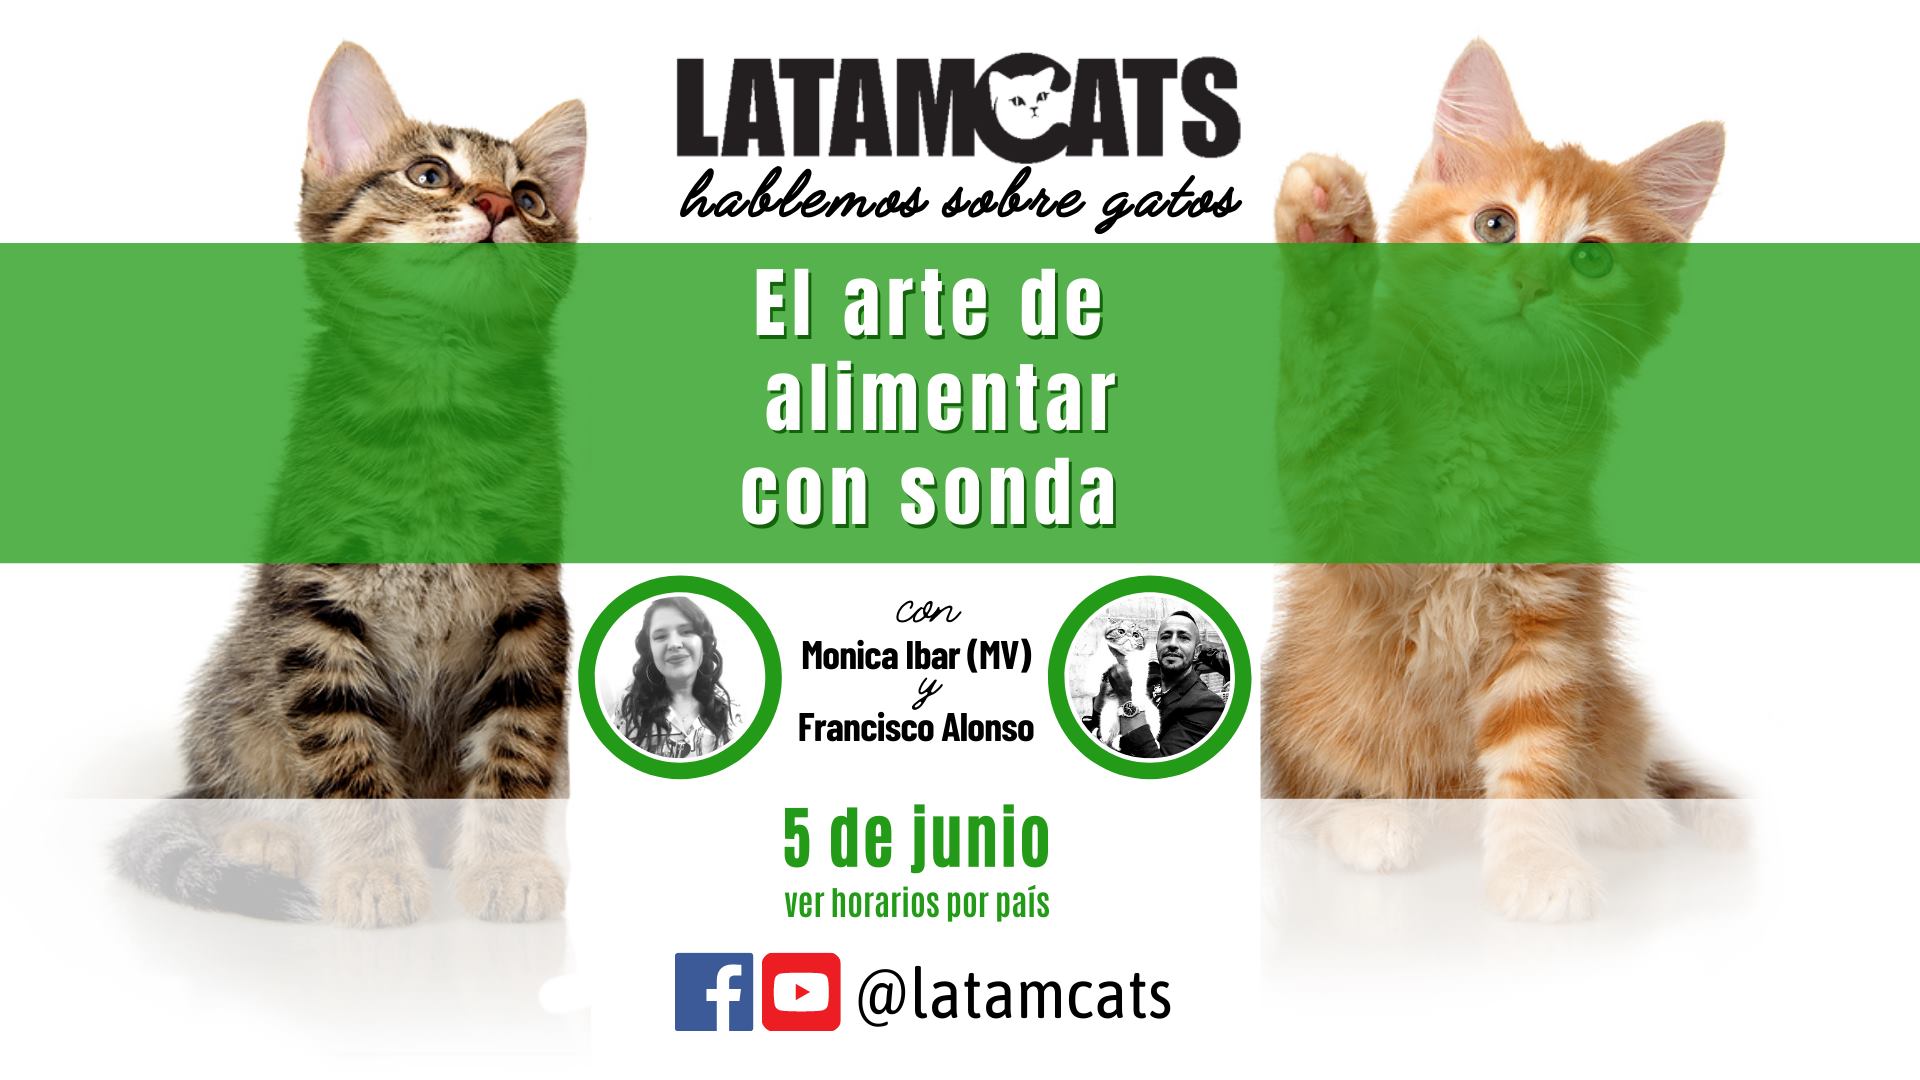 LATAMCATS
hablemos sobre gatos
El arte de
alimentar
con sonda
con
Monica Ibar (MV)
y
Francisco Alonso
5 de junio
ver horarios por país
@latamcats